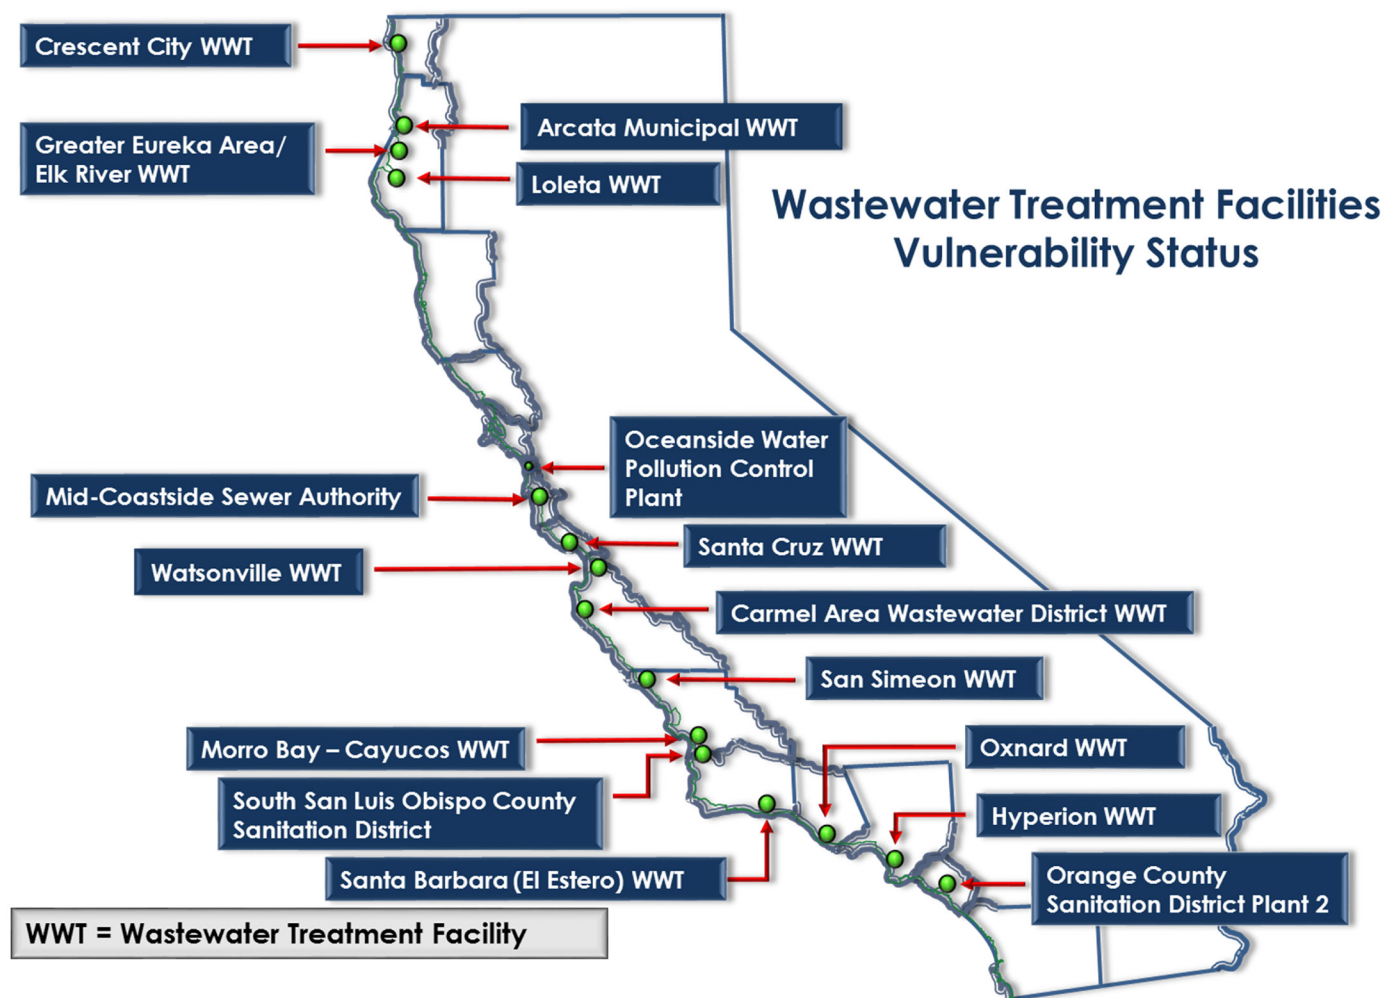 Crescent City WWT
Arcata Municipal WWT
Greater Eureka Area/
Elk River WWT
Loleta WWT
Wastewater Treatment Facilities
Vulnerability Status
Oceanside Water
Pollution Control
Plant
Mid-Coastside Sewer Authority
Santa Cruz WWT
Watsonville WWT
Carmel Area Wastewater District WWT
San Simeon WWT
Morro Bay – Cayucos WWT
Oxnard WWT
South San Luis Obispo County
Sanitation District
Hyperion WWT
Santa Barbara (El Estero) WWT
Orange County
Sanitation District Plant 2
WWT = Wastewater Treatment Facility